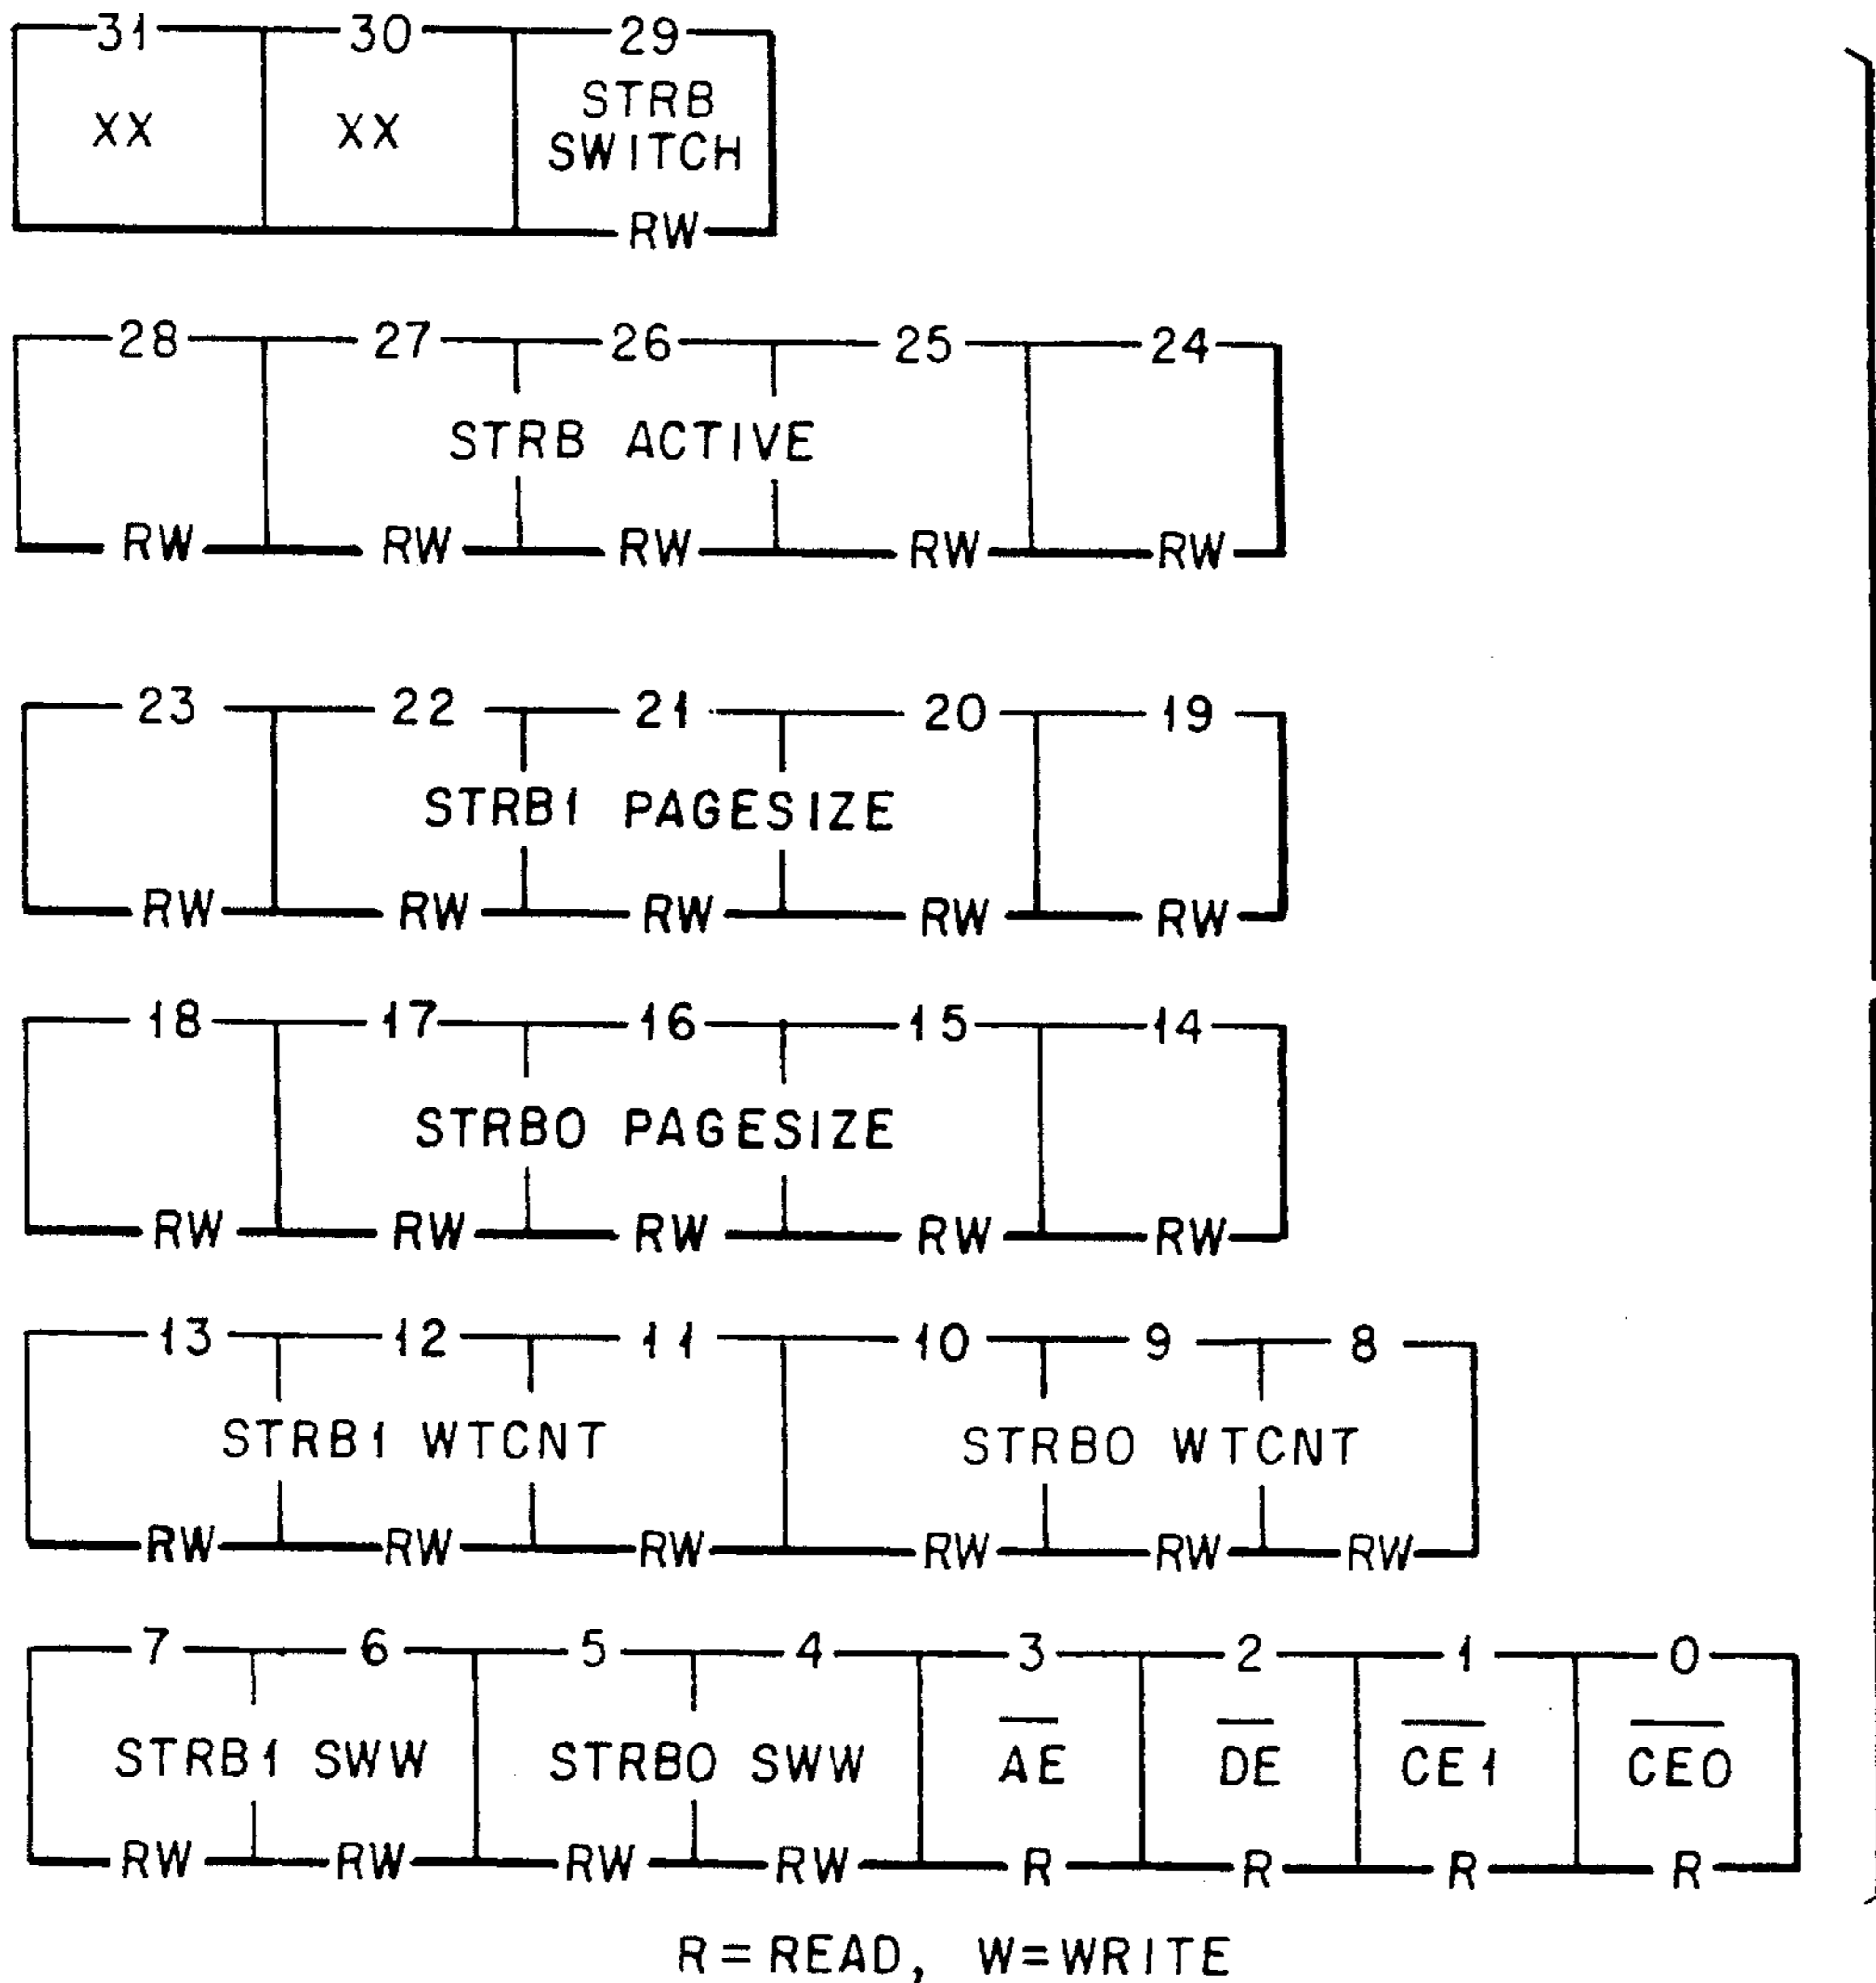 31 30 29
XX XX STRB
SWITCH
RW
28 27 26 25 24
STRB ACTIVE
RW RW RW RW RW
23 22 21 20 19
STRB1 PAGESIZE
RW RW RW RW RW
18 17 16 15 14
STRB0 PAGESIZE
RW RW RW RW RW
13 12 11 10 9 8
STRB1 WTCNT STRB0 WTCNT
RW RW RW RW RW RW
7 6 5 4 3 2 1 0
STRB1 SWW STRB0 SWW A̅E̅ D̅E̅ C̅E̅1̅ C̅E̅0̅
RW RW RW RW R R R R
R=READ, W=WRITE